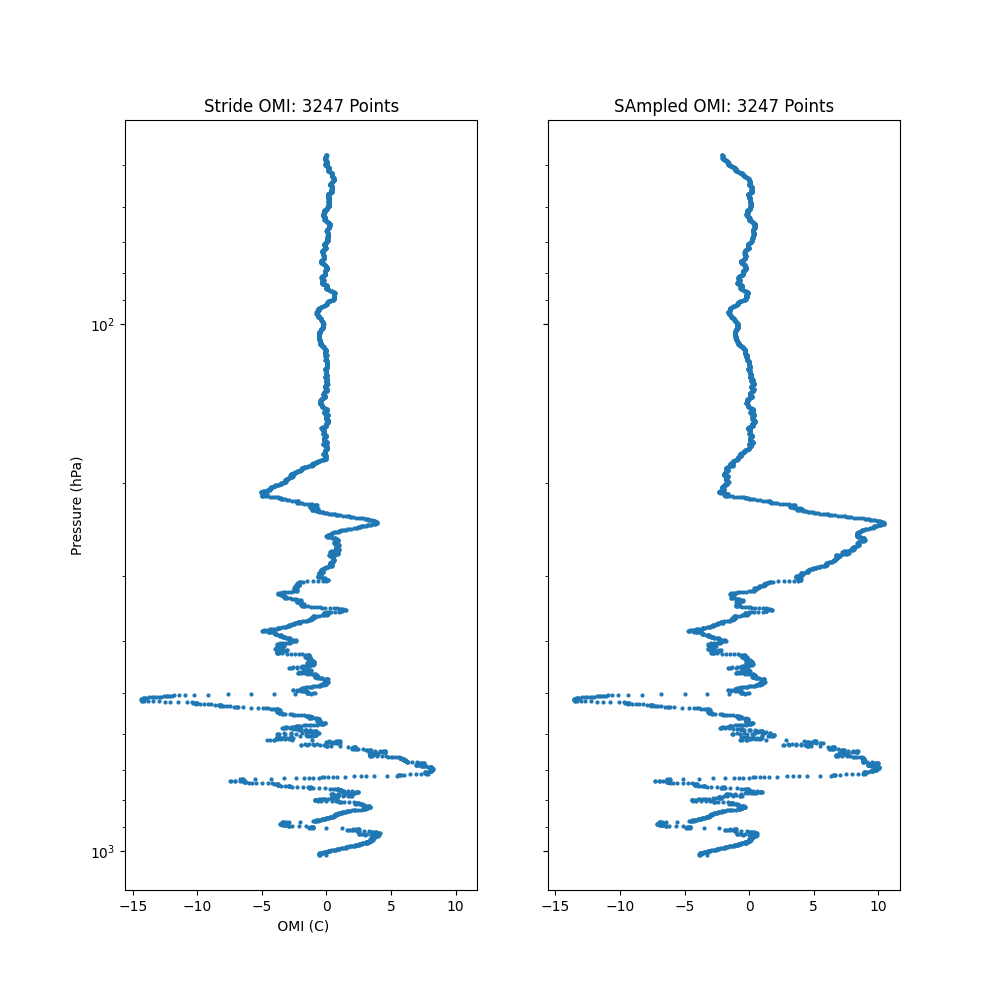 Stride OMI: 3247 Points
SAmpled OMI: 3247 Points
Pressure (hPa)
10²
10³
−15 −10 −5 0 5 10
−15 −10 −5 0 5 10
OMI (C)